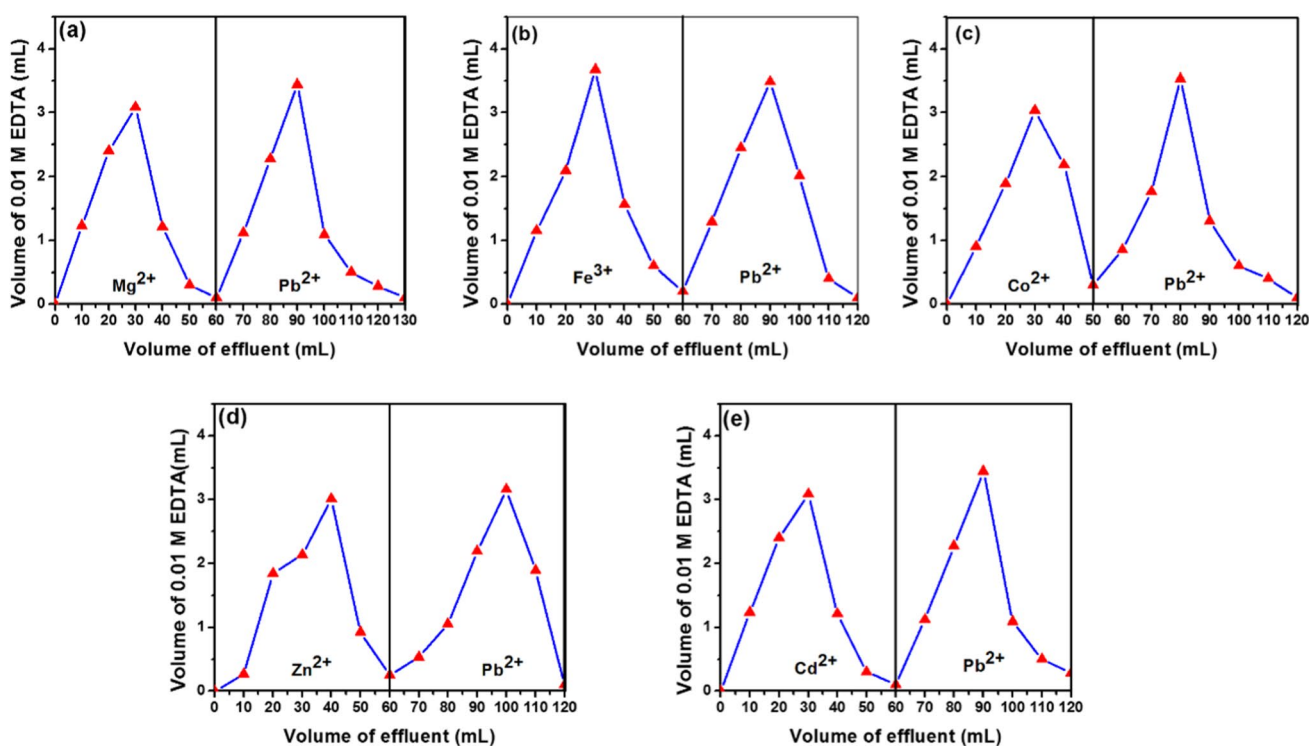 (a)
Volume of 0.01 M EDTA (mL)
4
3
2
1
0
Mg2+
Pb2+
0 10 20 30 40 50 60 70 80 90 100 110 120 130
Volume of effluent (mL)
(b)
Volume of 0.01 M EDTA (mL)
4
3
2
1
0
Fe3+
Pb2+
0 10 20 30 40 50 60 70 80 90 100 110 120
Volume of effluent (mL)
(c)
Volume of 0.01 M EDTA (mL)
4
3
2
1
0
Co2+
Pb2+
0 10 20 30 40 50 60 70 80 90 100 110 120
Volume of effluent (mL)
(d)
Volume of 0.01 M EDTA(mL)
4
3
2
1
0
Zn2+
Pb2+
0 10 20 30 40 50 60 70 80 90 100 110 120
Volume of effluent (mL)
(e)
Volume of 0.01 M EDTA (mL)
4
3
2
1
0
Cd2+
Pb2+
0 10 20 30 40 50 60 70 80 90 100 110 120
Volume of effluent (mL)